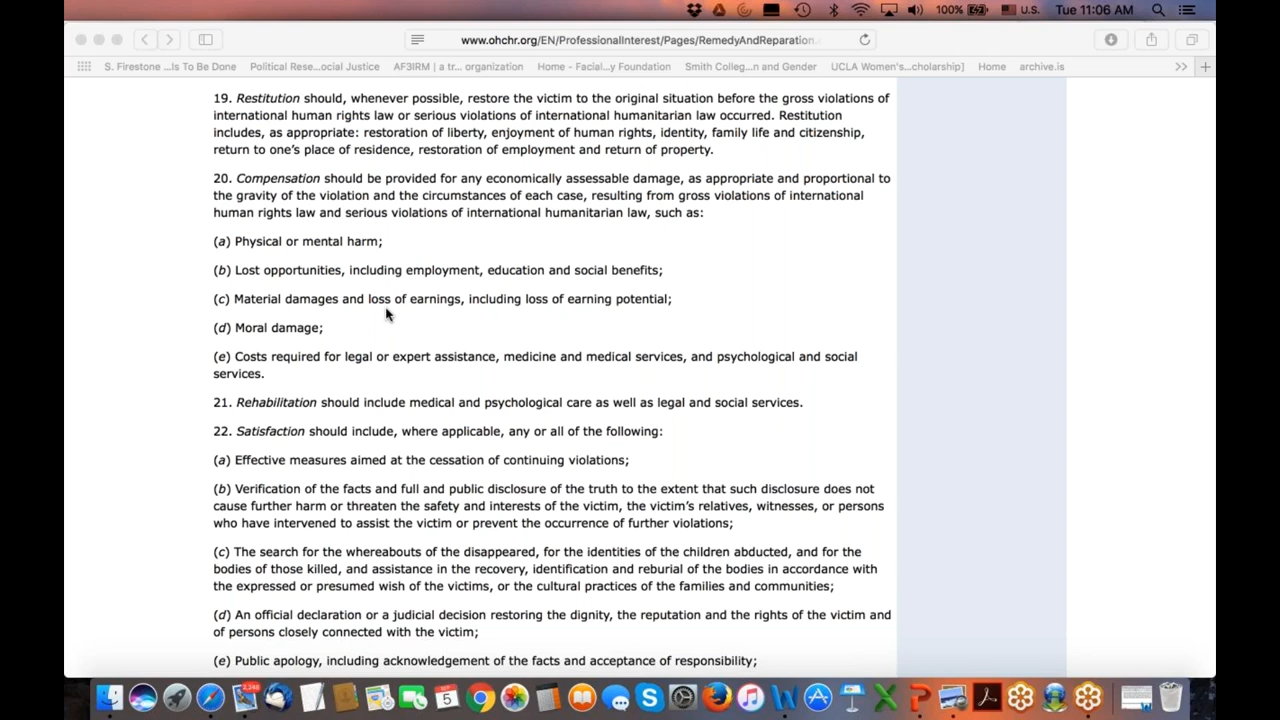 100%
U.S.
Tue 11:06 AM
www.ohchr.org/EN/ProfessionalInterest/Pages/RemedyAndReparation.
S. Firestone ...ls To Be Done Political Rese...ocial Justice AF3IRM | a tr... organization Home - Facial...y Foundation Smith Colleg...n and Gender UCLA Women's...cholarship] Home archive.is
19. Restitution should, whenever possible, restore the victim to the original situation before the gross violations of
international human rights law or serious violations of international humanitarian law occurred. Restitution
includes, as appropriate: restoration of liberty, enjoyment of human rights, identity, family life and citizenship,
return to one's place of residence, restoration of employment and return of property.
20. Compensation should be provided for any economically assessable damage, as appropriate and proportional to
the gravity of the violation and the circumstances of each case, resulting from gross violations of international
human rights law and serious violations of international humanitarian law, such as:
(a) Physical or mental harm;
(b) Lost opportunities, including employment, education and social benefits;
(c) Material damages and loss of earnings, including loss of earning potential;
(d) Moral damage;
(e) Costs required for legal or expert assistance, medicine and medical services, and psychological and social
services.
21. Rehabilitation should include medical and psychological care as well as legal and social services.
22. Satisfaction should include, where applicable, any or all of the following:
(a) Effective measures aimed at the cessation of continuing violations;
(b) Verification of the facts and full and public disclosure of the truth to the extent that such disclosure does not
cause further harm or threaten the safety and interests of the victim, the victim's relatives, witnesses, or persons
who have intervened to assist the victim or prevent the occurrence of further violations;
(c) The search for the whereabouts of the disappeared, for the identities of the children abducted, and for the
bodies of those killed, and assistance in the recovery, identification and reburial of the bodies in accordance with
the expressed or presumed wish of the victims, or the cultural practices of the families and communities;
(d) An official declaration or a judicial decision restoring the dignity, the reputation and the rights of the victim and
of persons closely connected with the victim;
(e) Public apology, including acknowledgement of the facts and acceptance of responsibility;